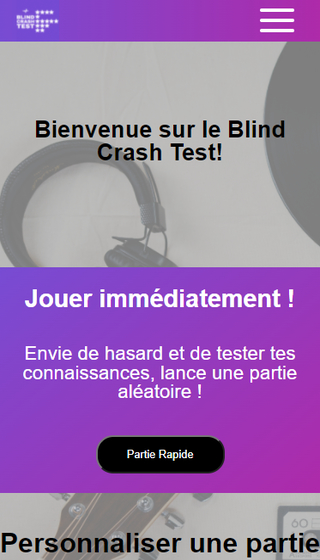 BLIND
CRASH
TEST
Bienvenue sur le Blind
Crash Test!
Jouer immédiatement !
Envie de hasard et de tester tes
connaissances, lance une partie
aléatoire !
Partie Rapide
60
Personnaliser une partie